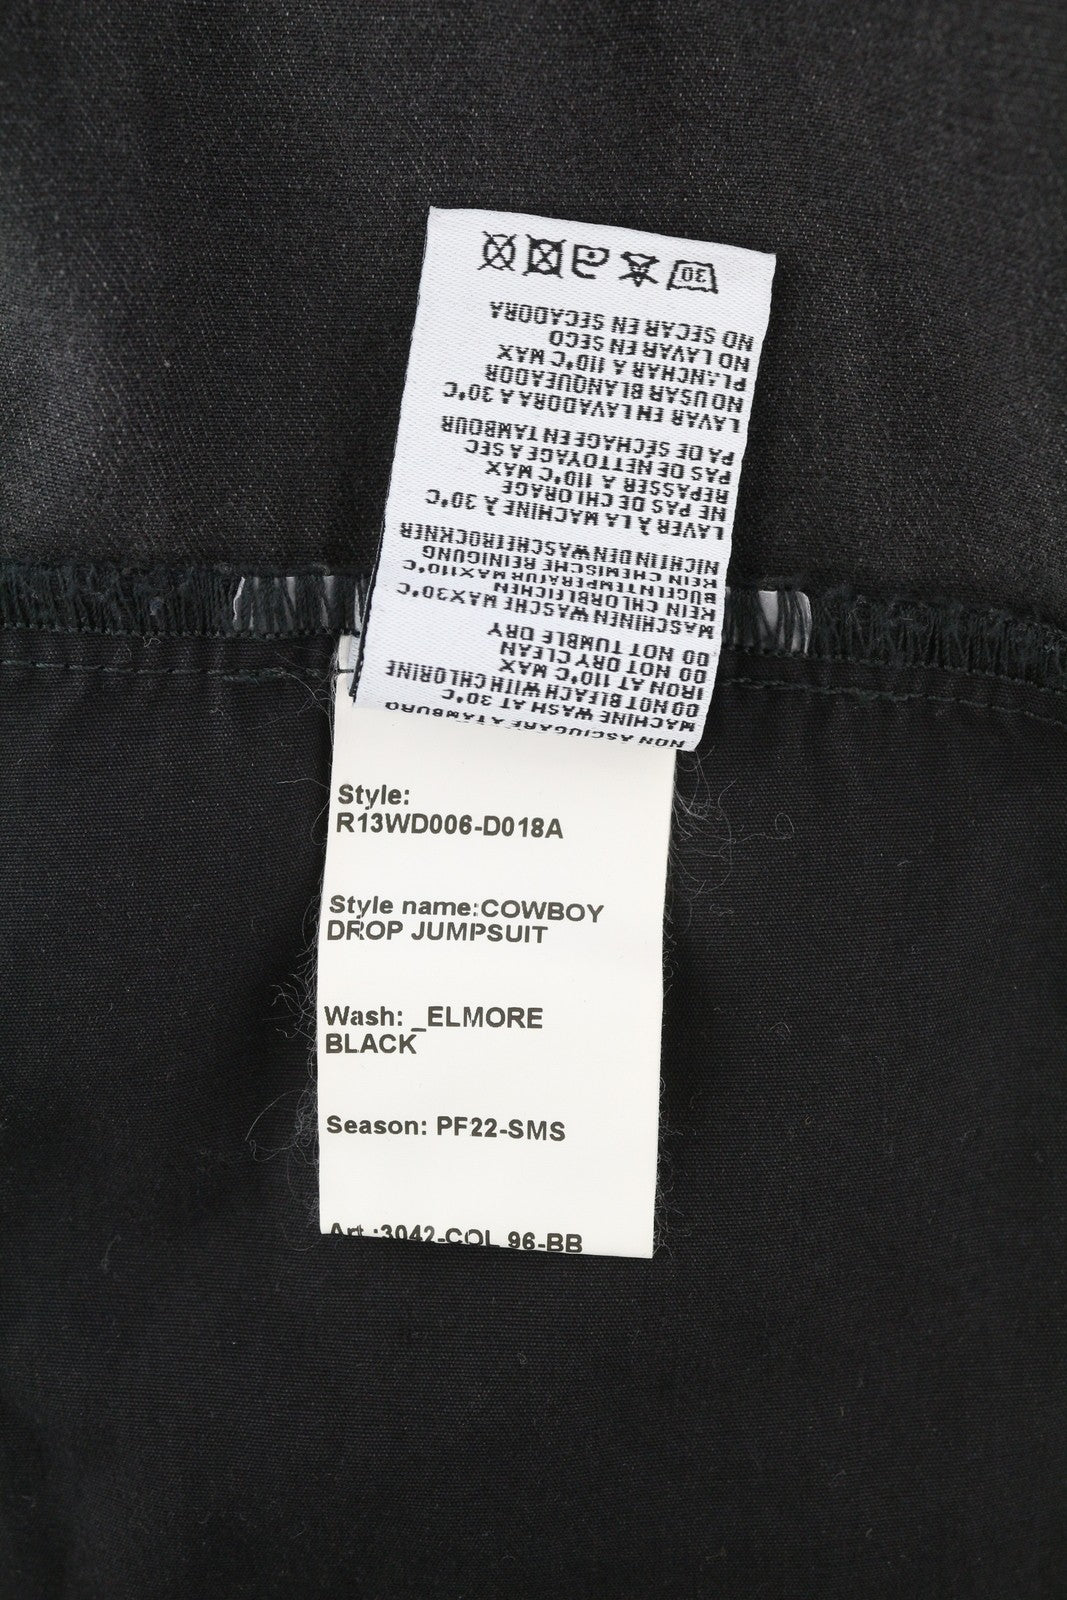 NON ASCIUGARE A TAMBURO
MACHINE WASH AT 30°C
DO NOT BLEACH WITH CHLORINE
IRON AT 110°C MAX
DO NOT DRY CLEAN
DO NOT TUMBLE DRY
MASCHINEN WASCHE MAX30°C
KEIN CHLORBLEICHEN
BUGELNTEMPERATUR MAX110°C
KEIN CHEMISCHE REINIGUNG
NICHT IN DEN WASCHETROCKNER
LAVER À LA MACHINE À 30°C
NE PAS DE CHLORAGE
REPASSER A 110°C MAX
PAS DE NETTOYAGE A SEC
PA DE SÉCHAGE EN TAMBOUR
LAVAR EN LAVADORA A 30°C
NO USAR BLANQUEADOR
PLANCHAR A 110°C MAX
NO LAVAR EN SECO
NO SECAR EN SECADORA
30
Style:
R13WD006-D018A
Style name:COWBOY
DROP JUMPSUIT
Wash: _ELMORE
BLACK
Season: PF22-SMS
Art.:3042-COL 96-BB